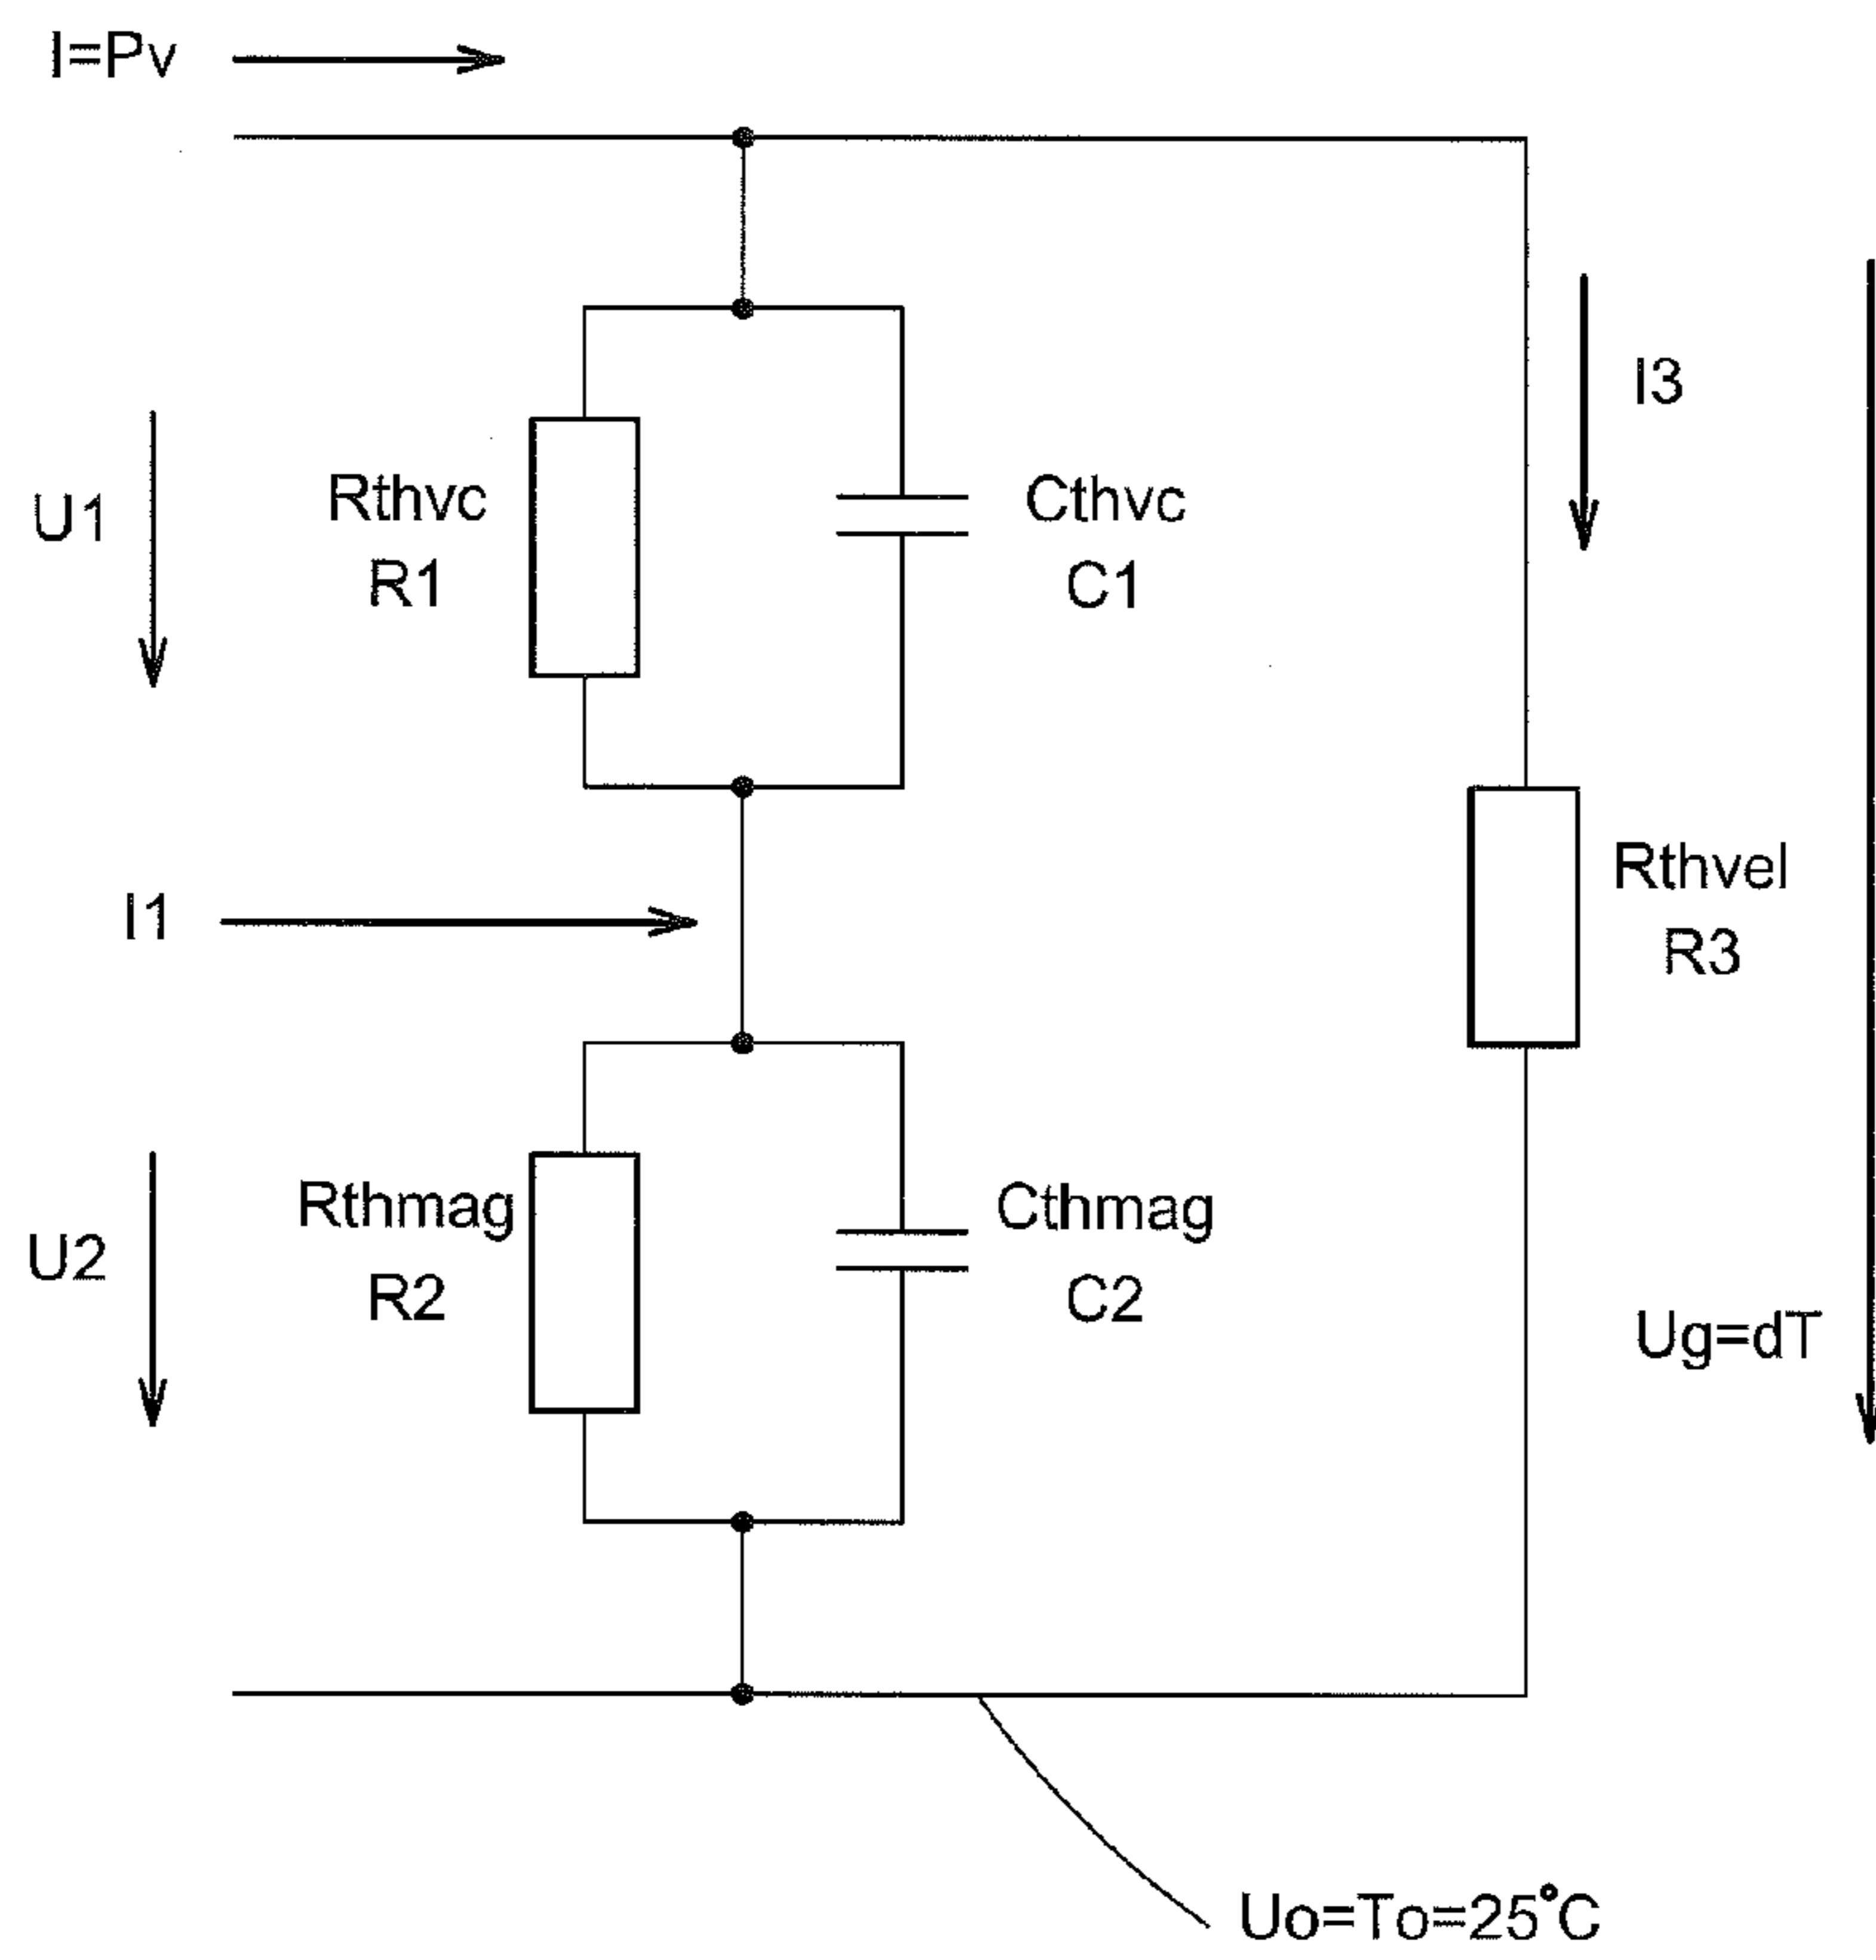 I=Pv
I3
U1
Rthvc
R1
Cthvc
C1
I1
Rthvel
R3
U2
Rthmag
R2
Cthmag
C2
Ug=dT
Uo=To=25°C